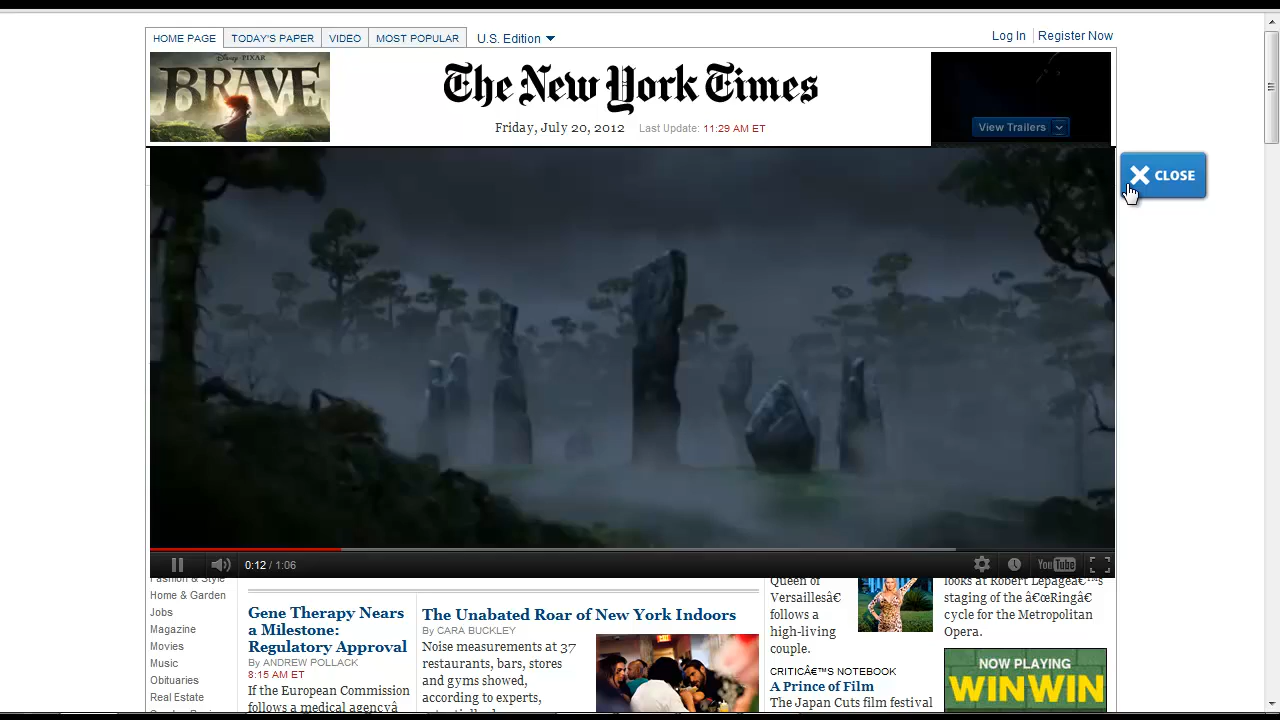 HOME PAGE
TODAY'S PAPER
VIDEO
MOST POPULAR
U.S. Edition
Log In
Register Now
Disney PIXAR
BRAVE
The New York Times
Friday, July 20, 2012
Last Update: 11:29 AM ET
View Trailers
CLOSE
0:12 / 1:06
YouTube
Fashion & Style
Home & Garden
Jobs
Magazine
Movies
Music
Obituaries
Real Estate
Gene Therapy Nears
a Milestone:
Regulatory Approval
By ANDREW POLLACK
8:15 AM ET
If the European Commission
follows a medical agencyâ
The Unabated Roar of New York Indoors
By CARA BUCKLEY
Noise measurements at 37
restaurants, bars, stores
and gyms showed,
according to experts,
Queen of
Versaillesâ€
follows a
high-living
couple.
CRITICÂ€™S NOTEBOOK
A Prince of Film
The Japan Cuts film festival
looks at Robert Lepageâ€™s
staging of the â€œRingâ€
cycle for the Metropolitan
Opera.
NOW PLAYING
WIN WIN